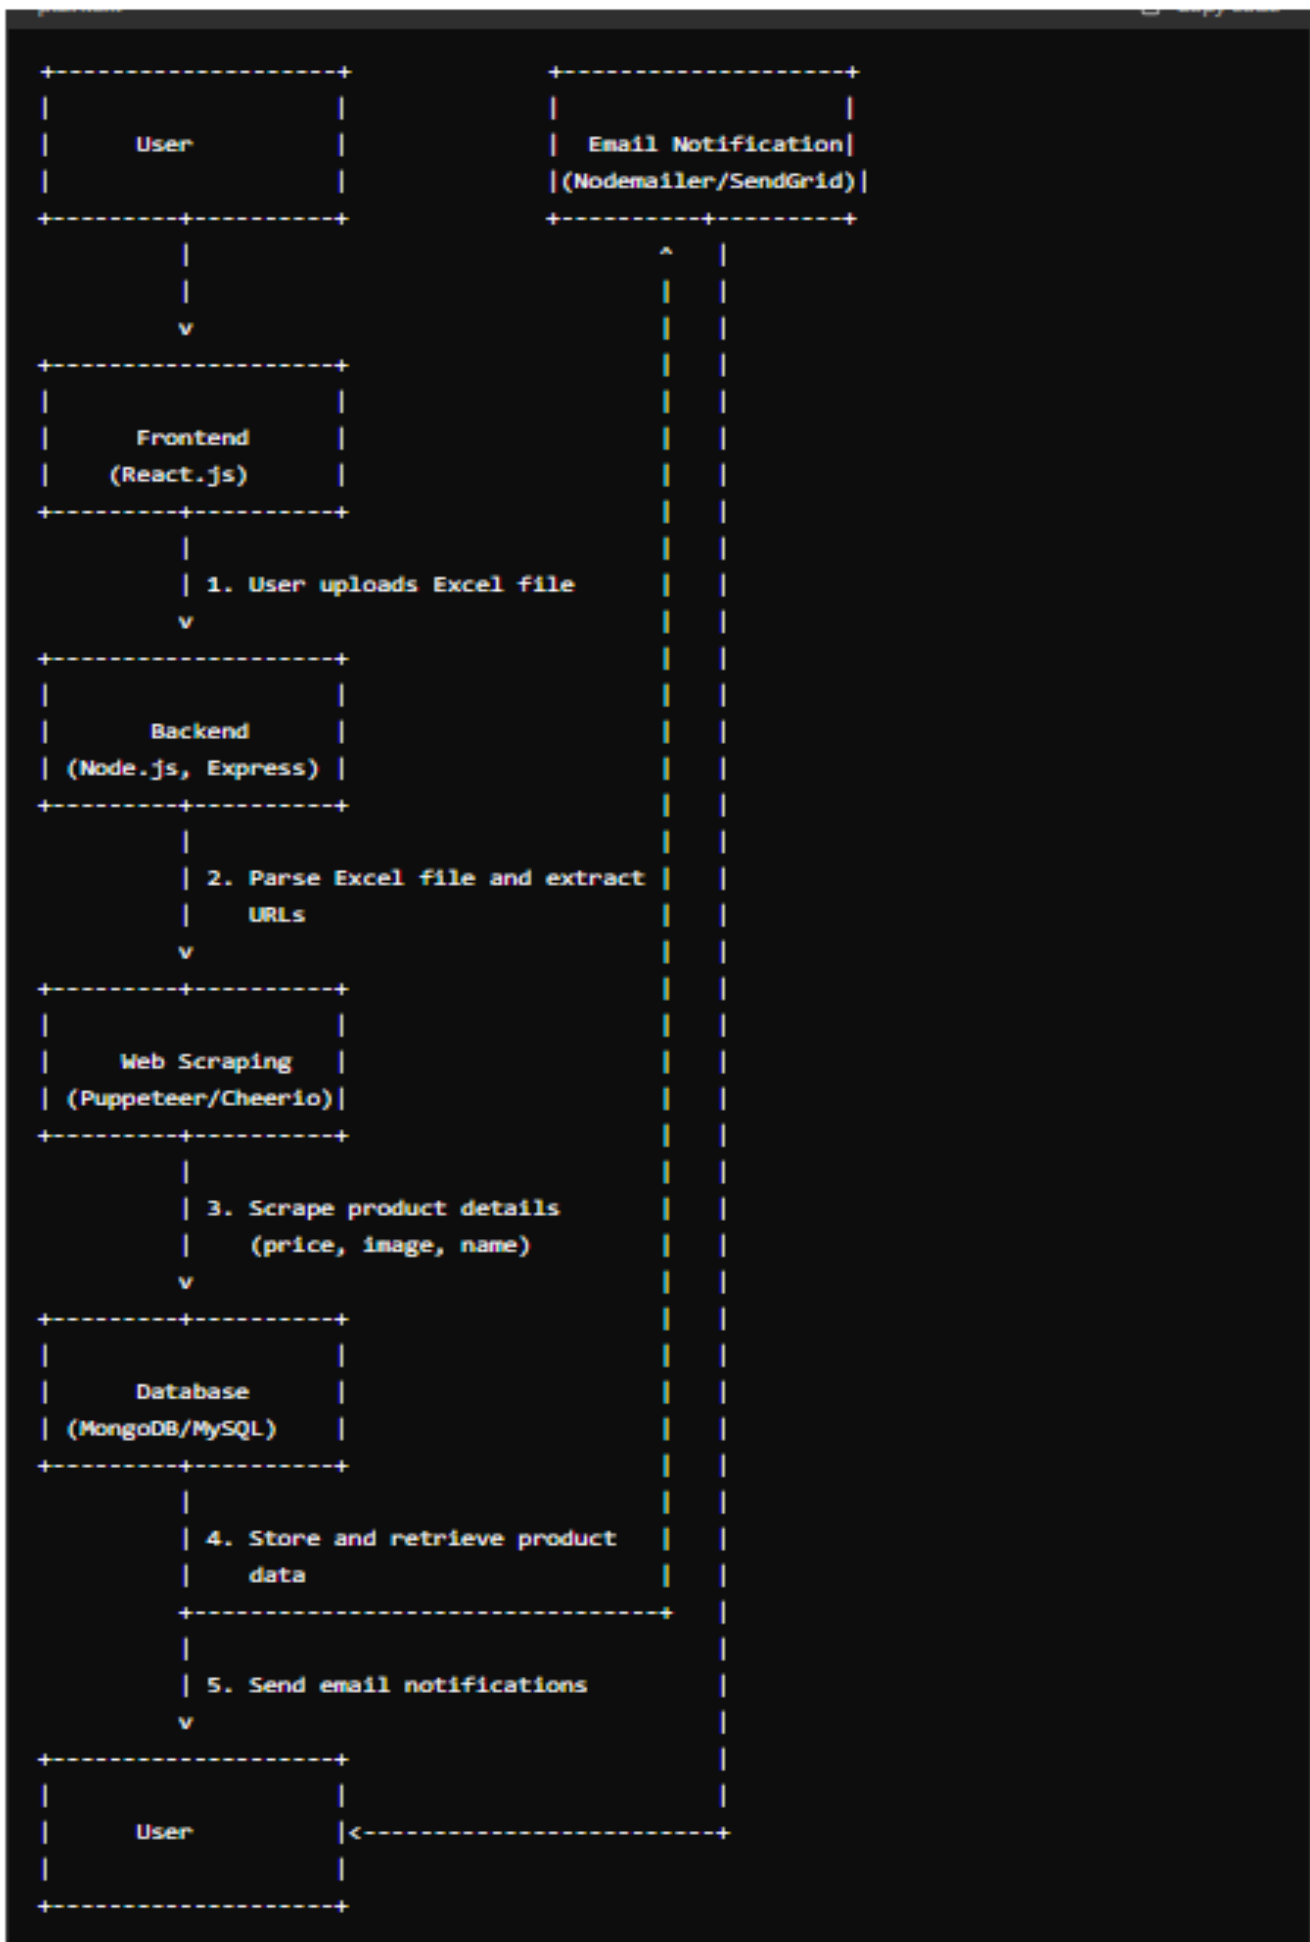 User
Email Notification
(Nodemailer/SendGrid)
Frontend
(React.js)
1. User uploads Excel file
Backend
(Node.js, Express)
2. Parse Excel file and extract
URLs
Web Scraping
(Puppeteer/Cheerio)
3. Scrape product details
(price, image, name)
Database
(MongoDB/MySQL)
4. Store and retrieve product
data
5. Send email notifications
User